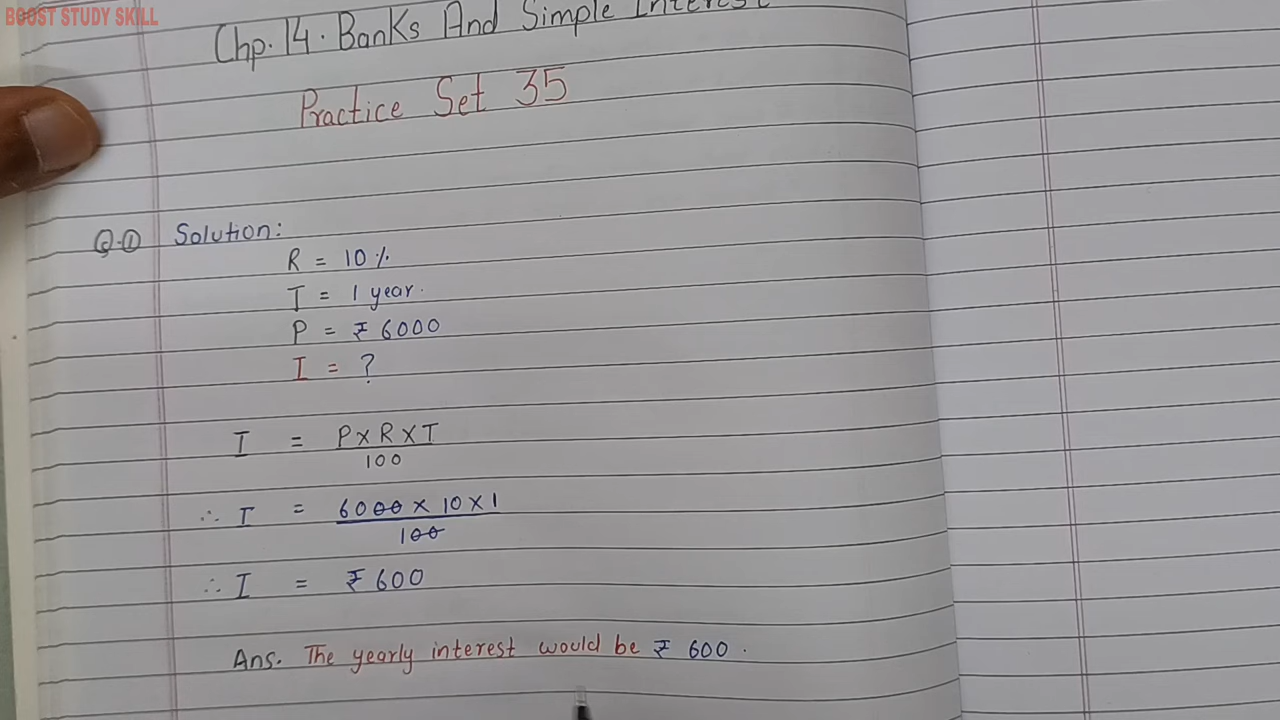 BOOST STUDY SKILL
Chp. 14. Banks And Simple Interest
Practice Set 35
Q.① Solution:
R = 10 %
T = 1 year.
P = ₹ 6000
I = ?
I = P × R × T
100
∴ I = 6000 × 10 × 1
100
∴ I = ₹ 600
Ans. The yearly interest would be ₹ 600.